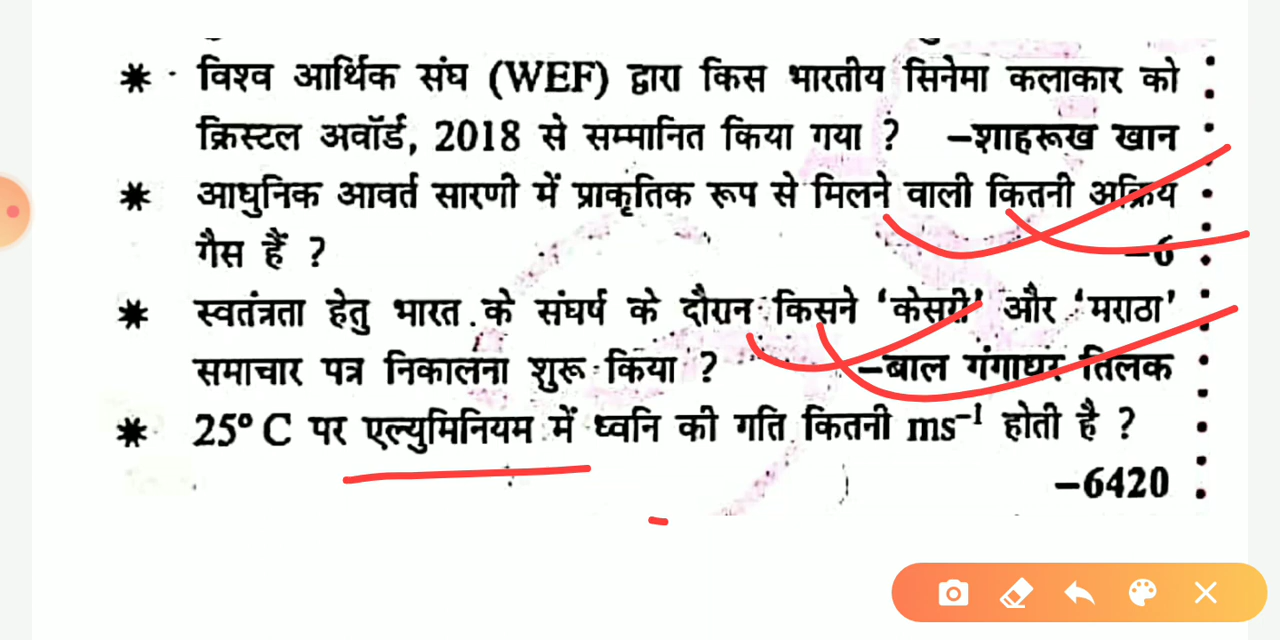 * विश्व आर्थिक संघ (WEF) द्वारा किस भारतीय सिनेमा कलाकार को
क्रिस्टल अवॉर्ड, 2018 से सम्मानित किया गया ? –शाहरूख खान
* आधुनिक आवर्त सारणी में प्राकृतिक रूप से मिलने वाली कितनी अक्रिय
गैस हैं ? –6
* स्वतंत्रता हेतु भारत के संघर्ष के दौरान किसने ‘केसरी’ और ‘मराठा’
समाचार पत्र निकालना शुरू किया ? –बाल गंगाधर तिलक
* 25° C पर एल्युमिनियम में ध्वनि की गति कितनी ms⁻¹ होती है ?
–6420